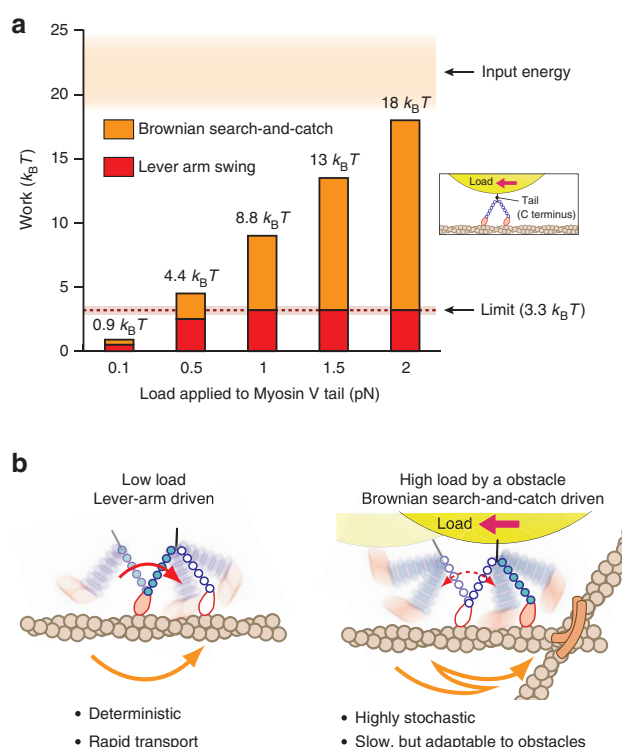 a
25
20
15
10
5
0
Work (kBT)
Input energy
Brownian search-and-catch
Lever arm swing
18 kBT
13 kBT
8.8 kBT
4.4
kBT
0.9 kBT
Load
Tail
(C terminus)
Limit (3.3 kBT)
0.1
0.5
1
1.5
2
Load applied to Myosin V tail (pN)
b
Low load
Lever-arm driven
High load by a obstacle
Brownian search-and-catch driven
Load
• Deterministic
• Rapid transport
• Highly stochastic
• Slow, but adaptable to obstacles